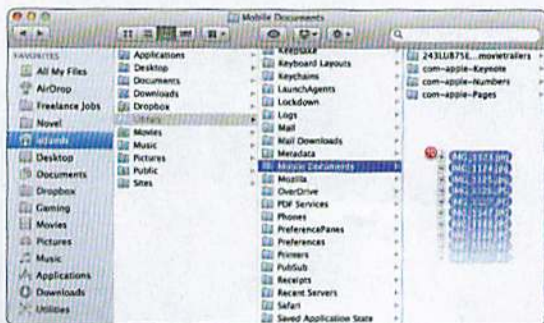 Mobile Documents
FAVORITES
All My Files
AirDrop
Freelance Jobs
Novel
Desktop
Documents
Dropbox
Gaming
Movies
Pictures
Music
Applications
Downloads
Utilities
Applications
Desktop
Documents
Downloads
Dropbox
Library
Movies
Music
Pictures
Public
Sites
Keepsake
Keyboard Layouts
Keychains
LaunchAgents
Lockdown
Logs
Mail
Mail Downloads
Metadata
Mobile Documents
Mozilla
OverDrive
PDF Services
Phones
PreferencePanes
Preferences
Printers
PubSub
Receipts
Recent Servers
Safari
Saved Application State
243LU875E...movietrailers
com-apple-Keynote
com-apple-Numbers
com-apple-Pages